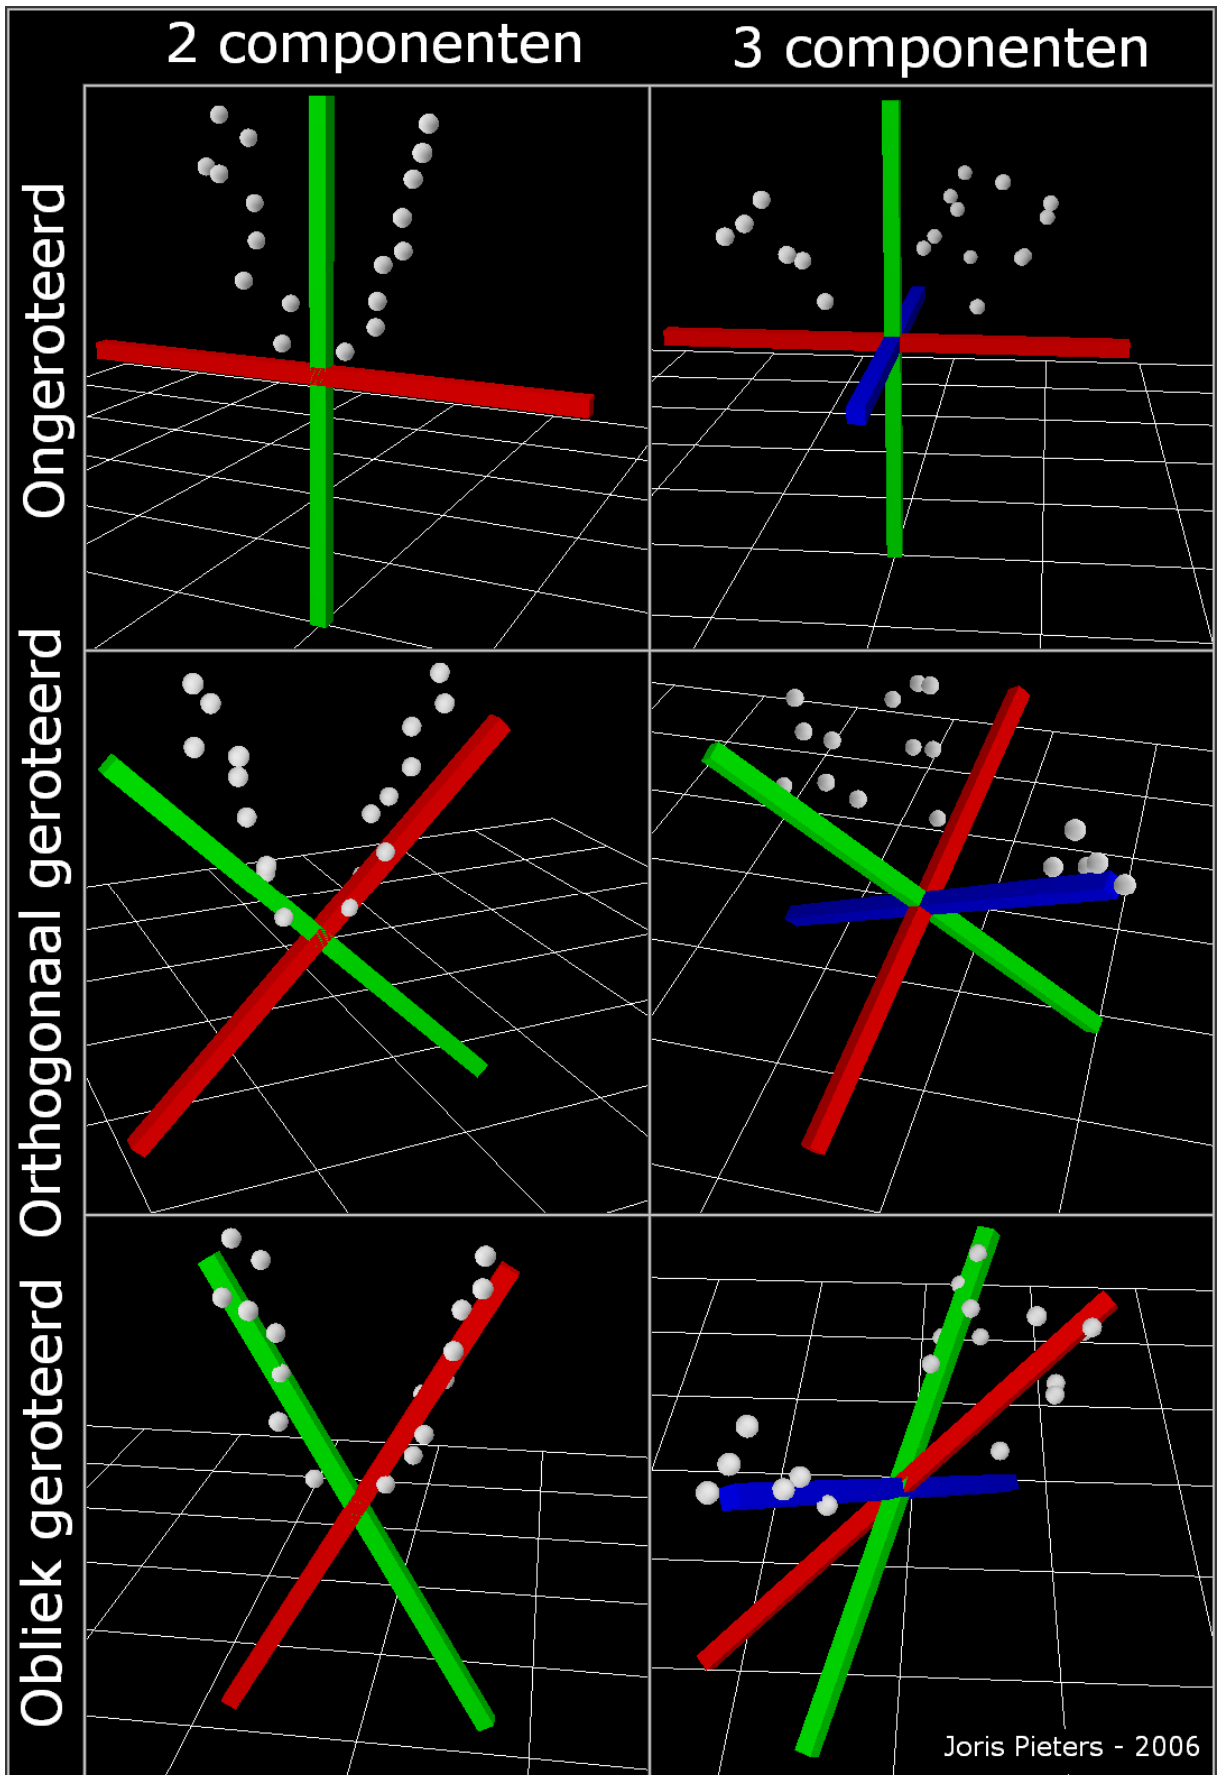 2 componenten
3 componenten
Ongeroteerd
Orthogonaal geroteerd
Obliek geroteerd
Joris Pieters - 2006